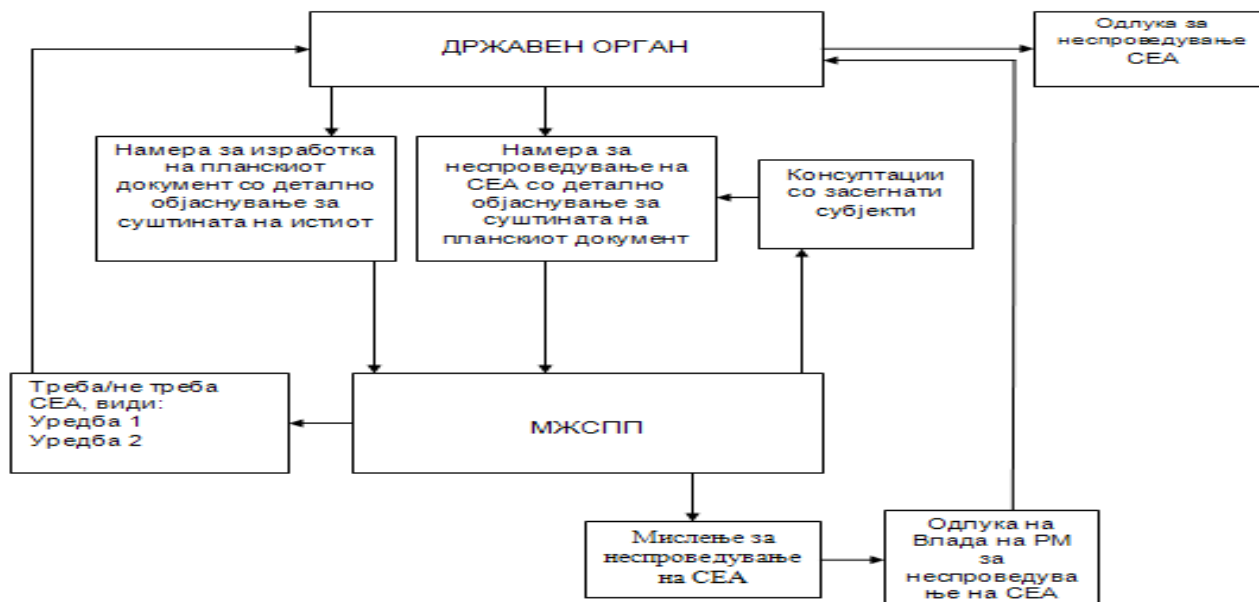 ДРЖАВЕН ОРГАН
Одлука за
неспроведување
СЕА
Намера за изработка
на планскиот
документ со детално
објаснување за
суштината на истиот
Намера за
неспроведување на
СЕА со детално
објаснување за
суштината на
планскиот документ
Консултации
со засегнати
субјекти
Треба/не треба
СЕА, види:
Уредба 1
Уредба 2
МЖСПП
Мислење за
неспроведување
на СЕА
Одлука на
Влада на РМ
за
неспроведува
ње на СЕА